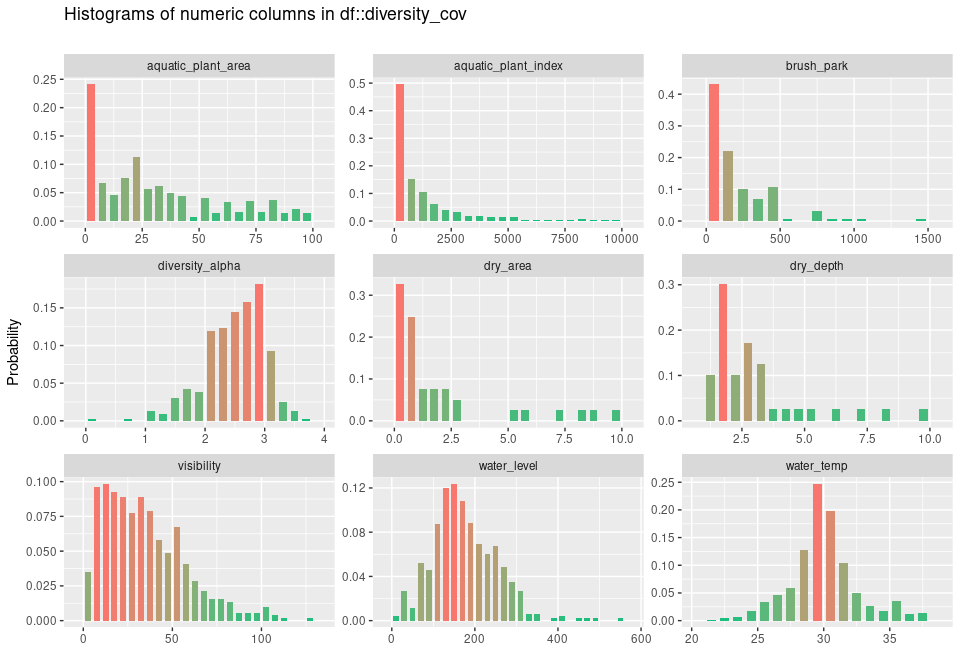 Histograms of numeric columns in df::diversity_cov
Probability
aquatic_plant_area
0.25
0.20
0.15
0.10
0.05
0.00
0 25 50 75 100
aquatic_plant_index
0.5
0.4
0.3
0.2
0.1
0.0
0 2500 5000 7500 10000
brush_park
0.4
0.3
0.2
0.1
0.0
0 500 1000 1500
diversity_alpha
0.15
0.10
0.05
0.00
0 1 2 3 4
dry_area
0.3
0.2
0.1
0.0
0.0 2.5 5.0 7.5 10.0
dry_depth
0.3
0.2
0.1
0.0
2.5 5.0 7.5 10.0
visibility
0.100
0.075
0.050
0.025
0.000
0 50 100
water_level
0.12
0.08
0.04
0.00
0 200 400 600
water_temp
0.25
0.20
0.15
0.10
0.05
0.00
20 25 30 35